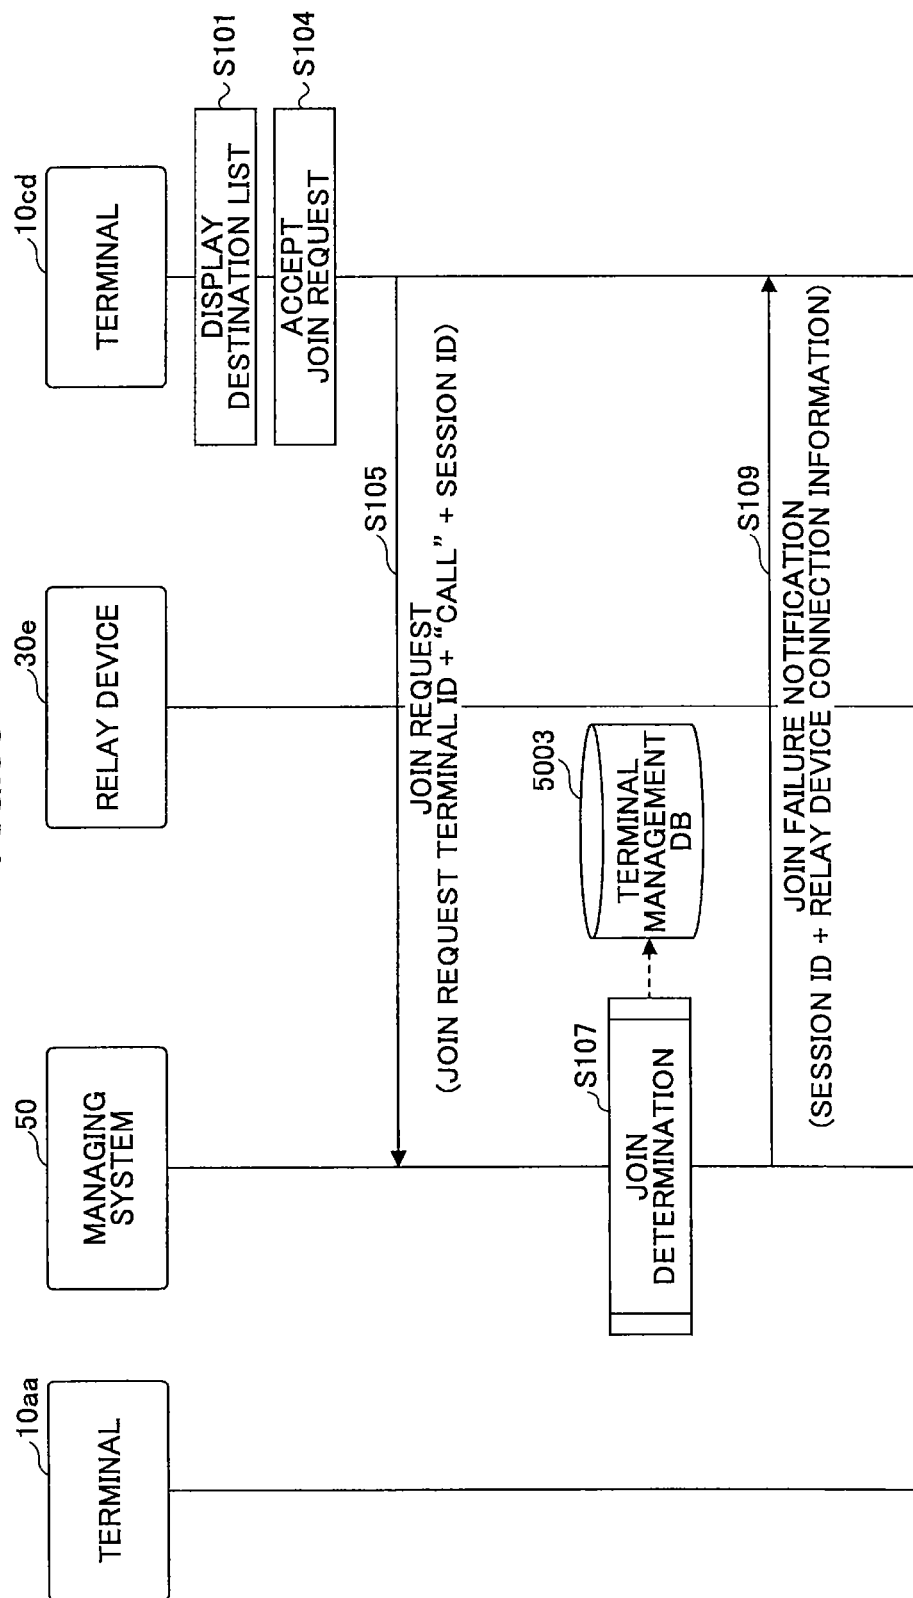 10aa
TERMINAL
50
MANAGING
SYSTEM
30e
RELAY DEVICE
10cd
TERMINAL
DISPLAY
DESTINATION LIST
S101
ACCEPT
JOIN REQUEST
S104
S105
JOIN REQUEST
(JOIN REQUEST TERMINAL ID + “CALL” + SESSION ID)
S107
JOIN
DETERMINATION
5003
TERMINAL
MANAGEMENT
DB
S109
JOIN FAILURE NOTIFICATION
(SESSION ID + RELAY DEVICE CONNECTION INFORMATION)